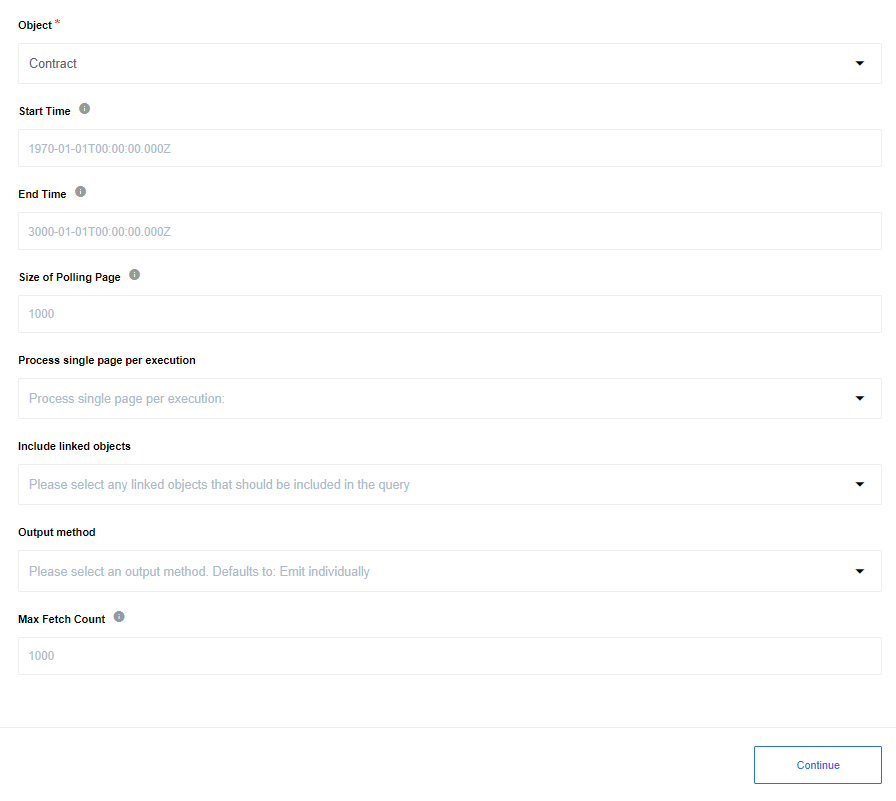 Object *
Contract
Start Time
1970-01-01T00:00:00.000Z
End Time
3000-01-01T00:00:00.000Z
Size of Polling Page
1000
Process single page per execution
Process single page per execution:
Include linked objects
Please select any linked objects that should be included in the query
Output method
Please select an output method. Defaults to: Emit individually
Max Fetch Count
1000
Continue